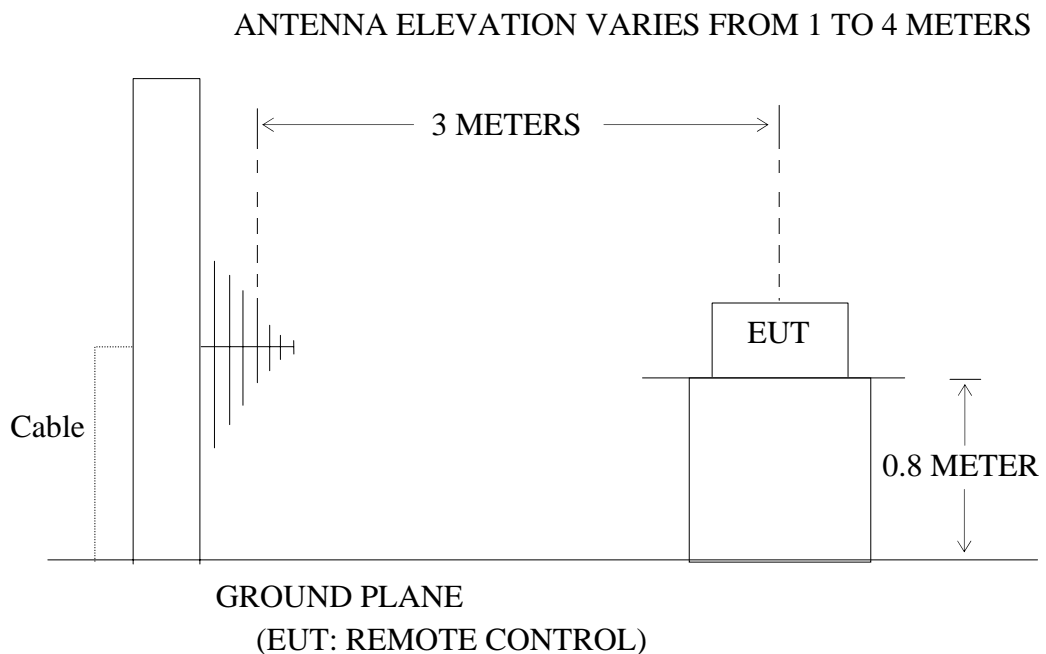 ANTENNA ELEVATION VARIES FROM 1 TO 4 METERS
3 METERS
EUT
Cable
0.8 METER
GROUND PLANE
(EUT: REMOTE CONTROL)